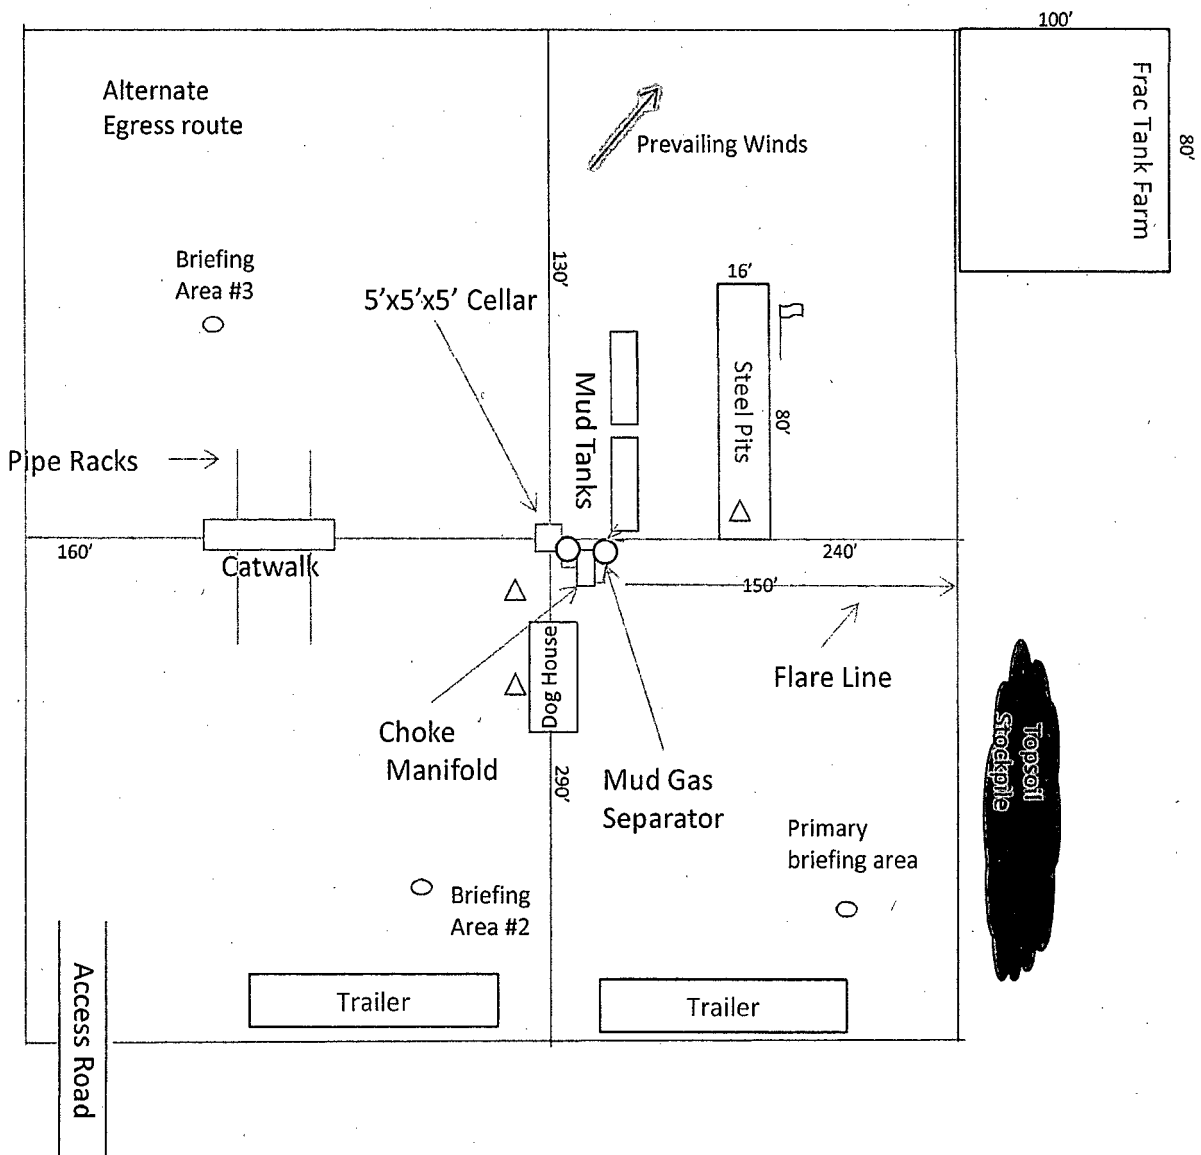 100'
Alternate
Egress route
Frac Tank Farm
80'
Prevailing Winds
Briefing
Area #3
130'
16'
5'x5'x5' Cellar
Mud Tanks
Steel Pits
80'
Pipe Racks
160'
240'
Catwalk
150'
Dog House
Flare Line
Choke
Manifold
290'
Mud Gas
Separator
Topsoil
Stockpile
Primary
briefing area
Briefing
Area #2
Access Road
Trailer
Trailer